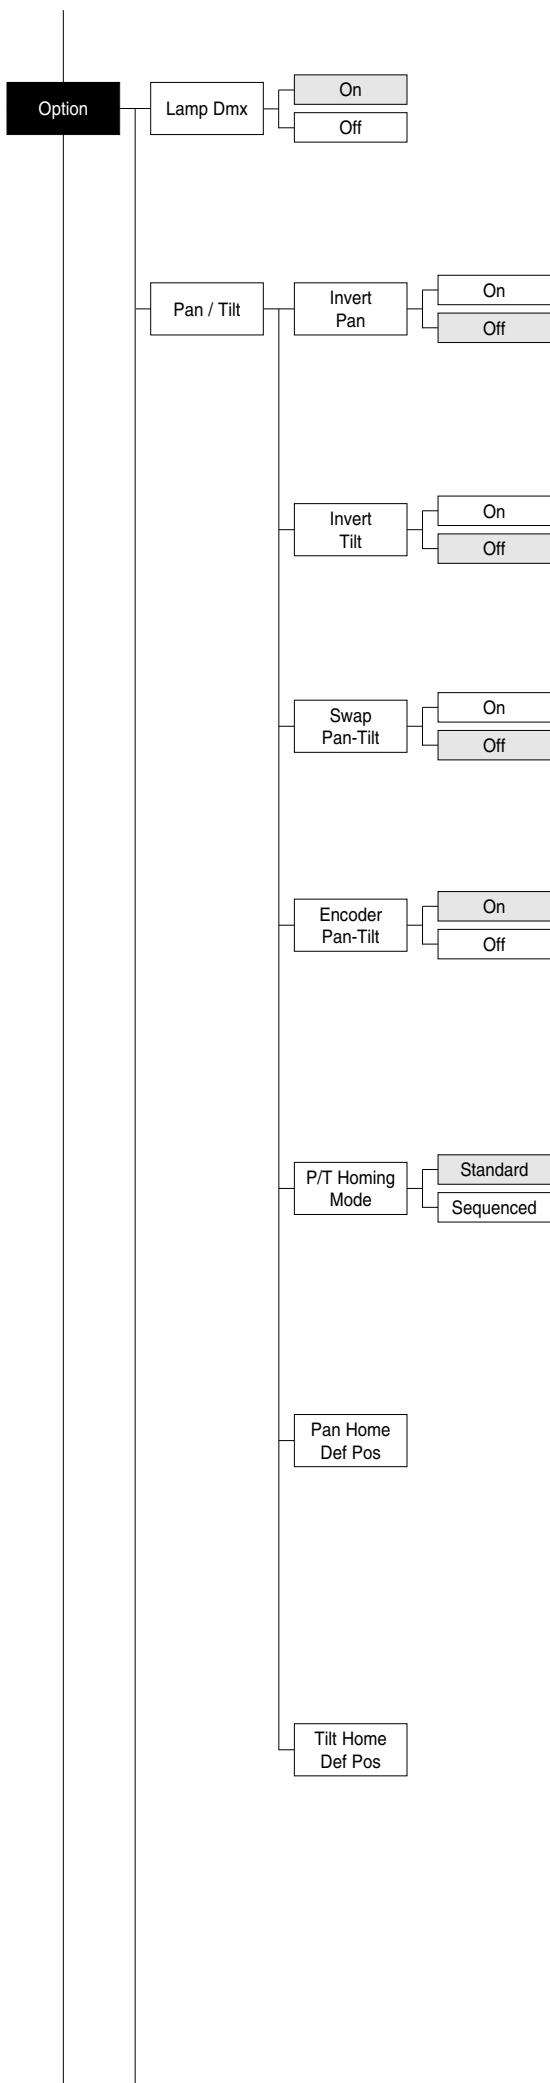 Option
Lamp Dmx
On
Off
Pan / Tilt
Invert
Pan
On
Off
Invert
Tilt
On
Off
Swap
Pan-Tilt
On
Off
Encoder
Pan-Tilt
On
Off
P/T Homing
Mode
Standard
Sequenced
Pan Home
Def Pos
Tilt Home
Def Pos